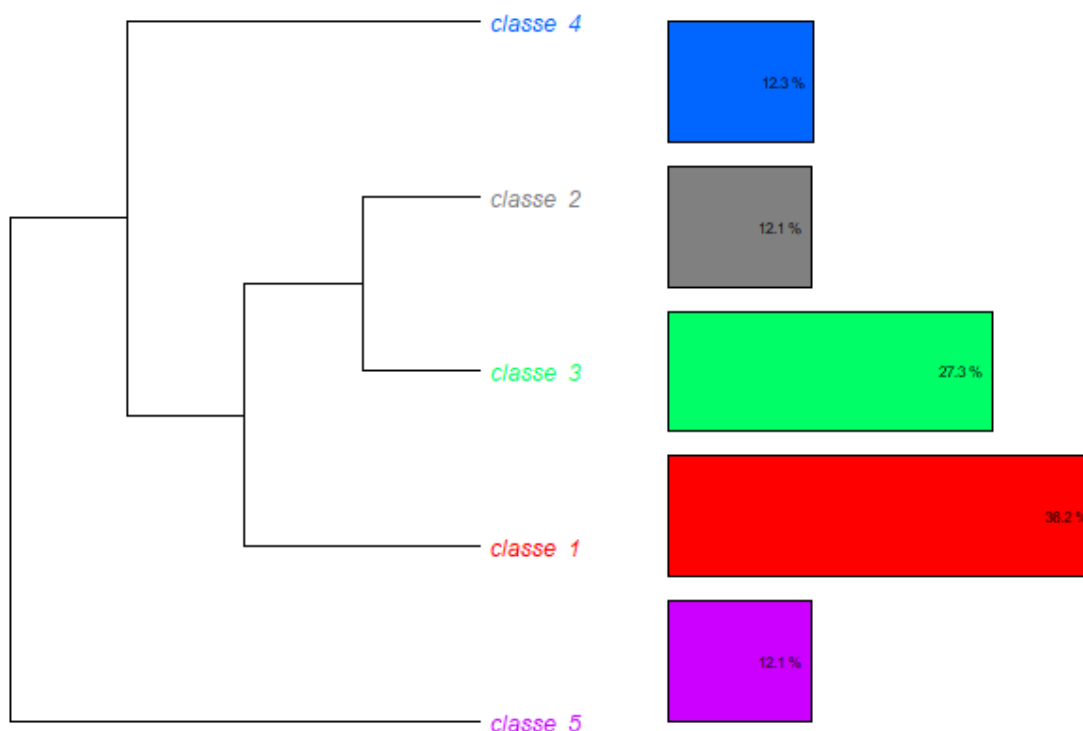 classe 4
12.3 %
classe 2
12.1 %
classe 3
27.3 %
classe 1
36.2 %
classe 5
12.1 %